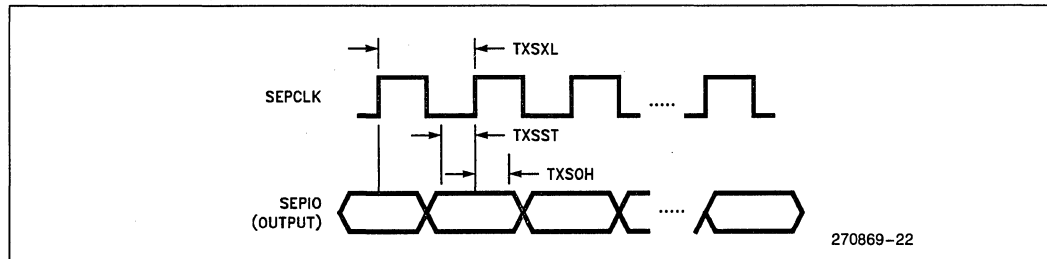 TXSXL
SEPCLK
.....
TXSST
TXSOH
SEPIO
(OUTPUT)
.....
270869-22